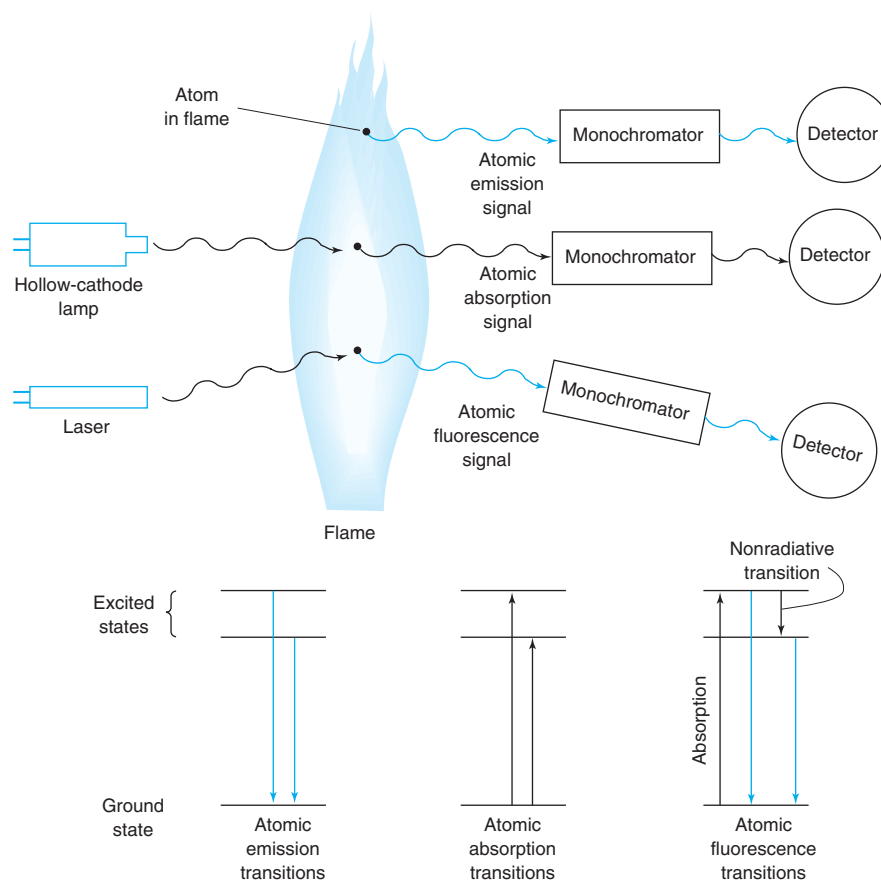 Atom
in flame
Atomic
emission
signal
Monochromator
Detector
Hollow-cathode
lamp
Atomic
absorption
signal
Monochromator
Detector
Laser
Atomic
fluorescence
signal
Monochromator
Detector
Flame
Nonradiative
transition
Excited
states
Absorption
Ground
state
Atomic
emission
transitions
Atomic
absorption
transitions
Atomic
fluorescence
transitions